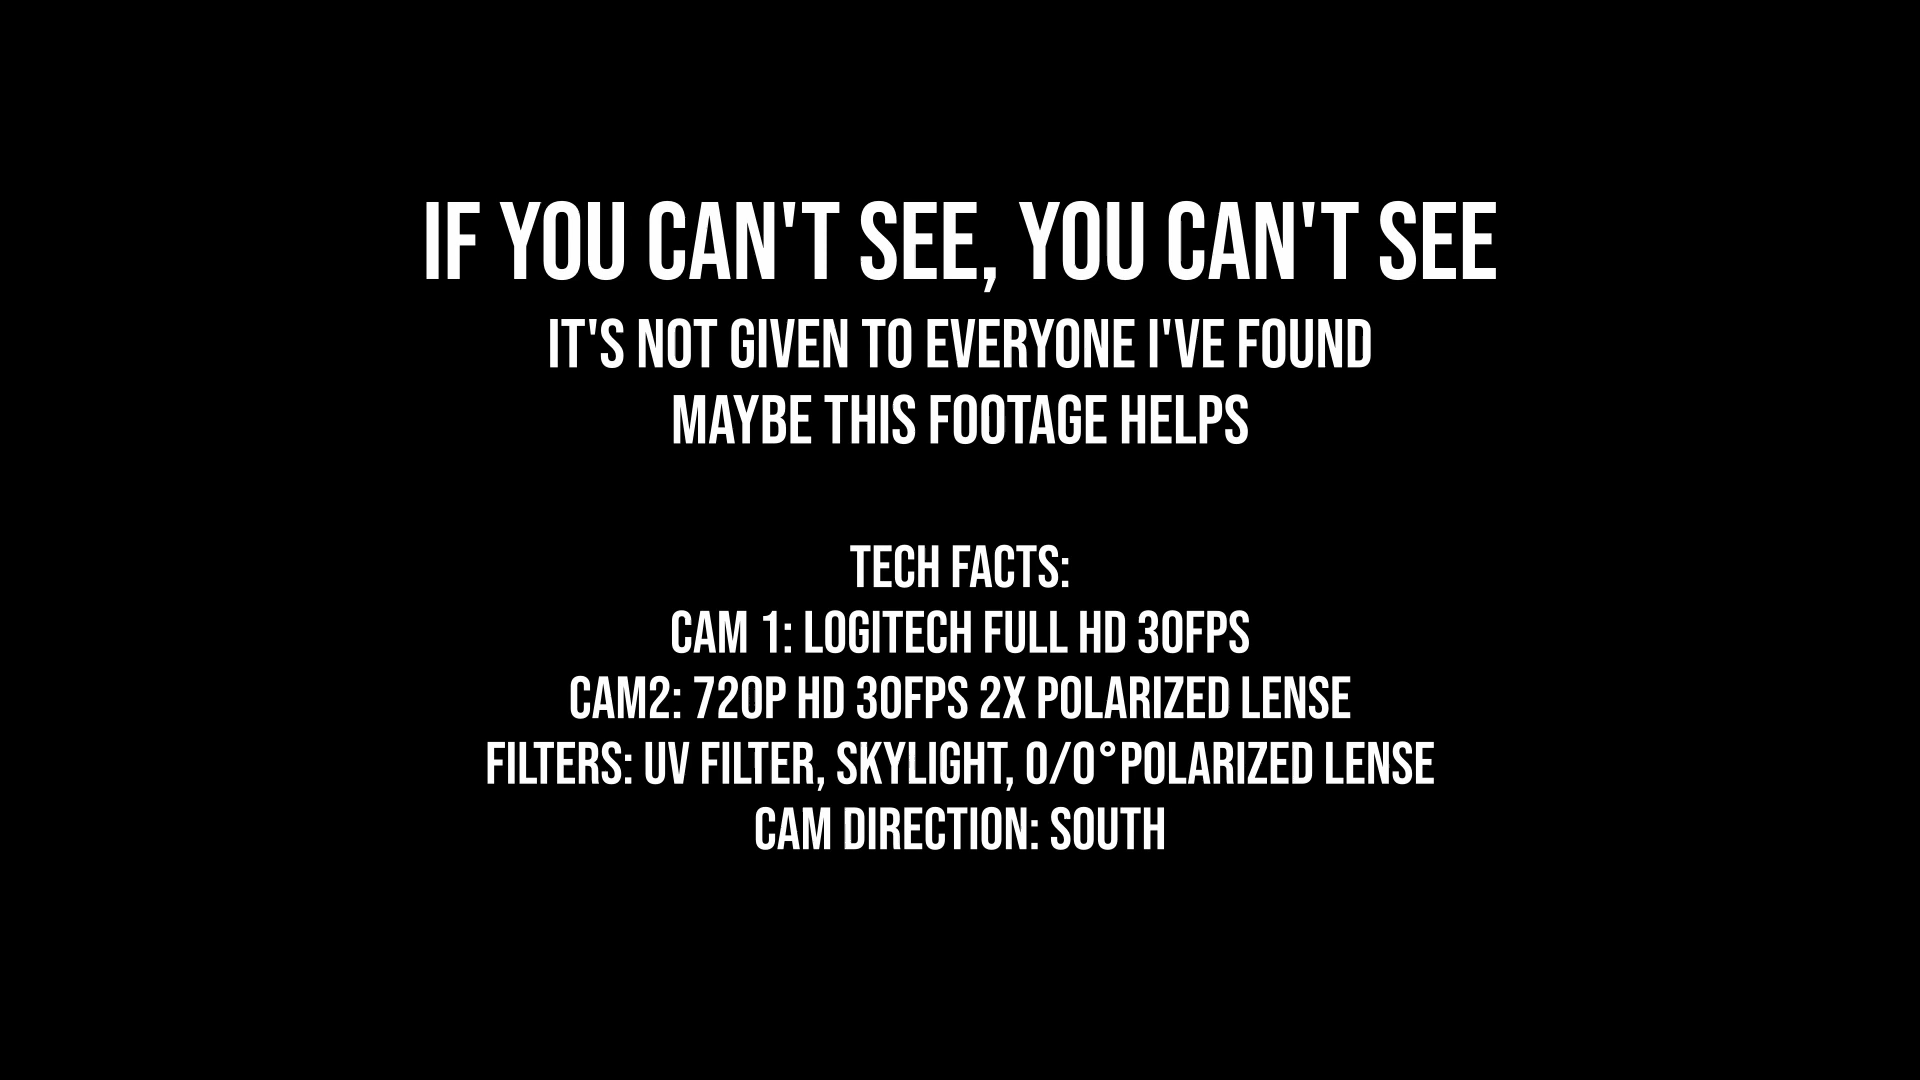 IF YOU CAN'T SEE, YOU CAN'T SEE
IT'S NOT GIVEN TO EVERYONE I'VE FOUND
MAYBE THIS FOOTAGE HELPS
TECH FACTS:
CAM 1: LOGITECH FULL HD 30FPS
CAM2: 720P HD 30FPS 2X POLARIZED LENSE
FILTERS: UV FILTER, SKYLIGHT, 0/0°POLARIZED LENSE
CAM DIRECTION: SOUTH